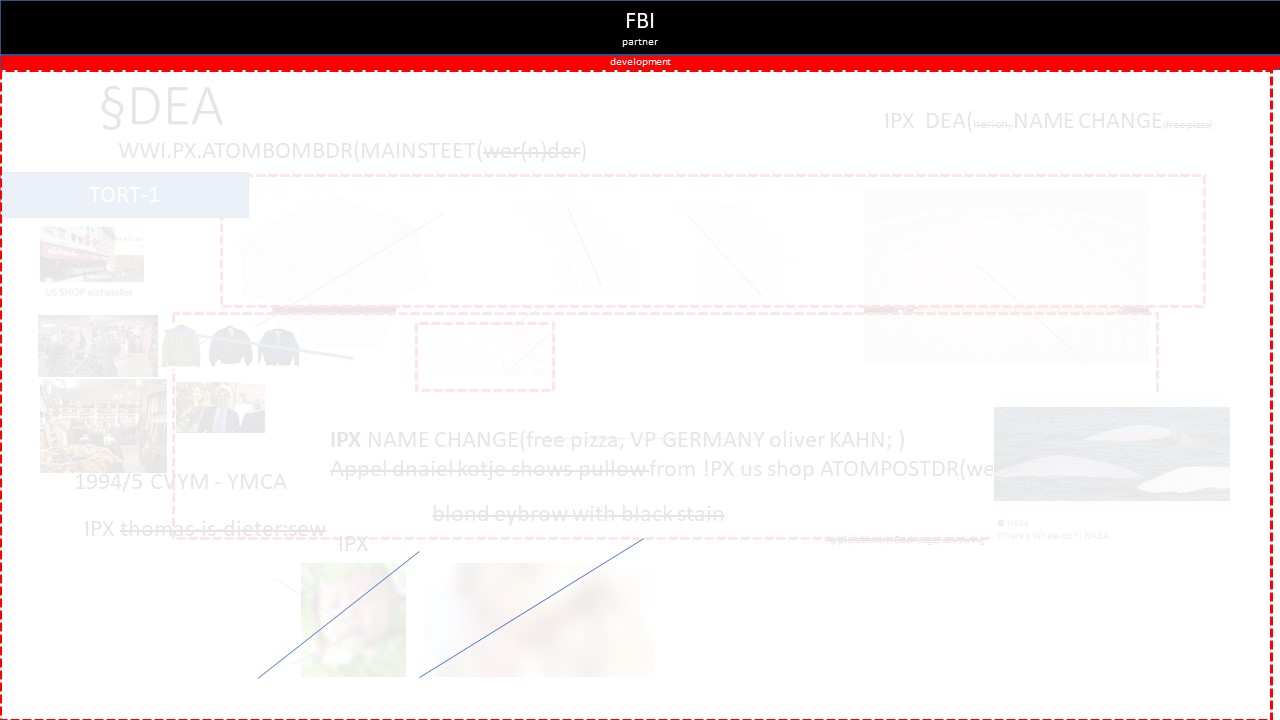 FBI
partner
development
§DEA
IPX DEA(herion, NAME CHANGE(free pizza)
WWI.PX.ATOMBOMBDR(MAINSTEET(wer(n)der)
TORT-1
US SHOP eichsteller
IPX NAME CHANGE(free pizza, VP GERMANY oliver KAHN; )
Appel dnaiel kotje shows pullow from !PX us shop ATOMPOSTDR(we
1994/5 CVYM - YMCA
blond eybrow with black stain
IPX thomas-is-dieter;sew
IPX
© NASA
Where's Whale-do? | NASA